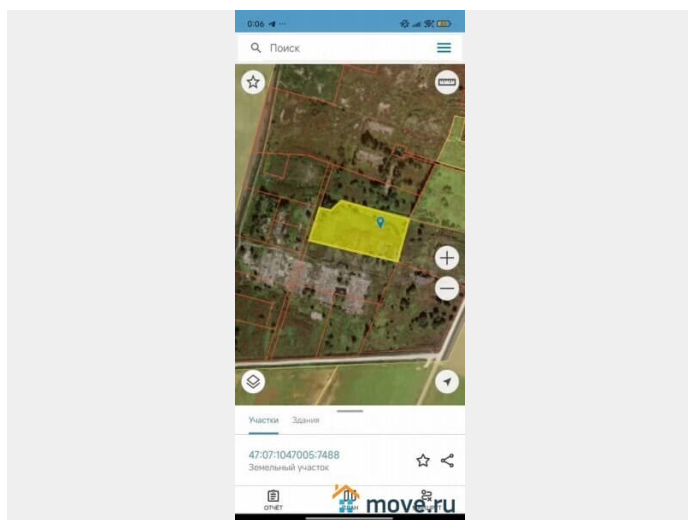 0:06
Поиск
Участки Здания
47:07:1047005:7488
Земельный участок
ОТЧЁТ
move.ru